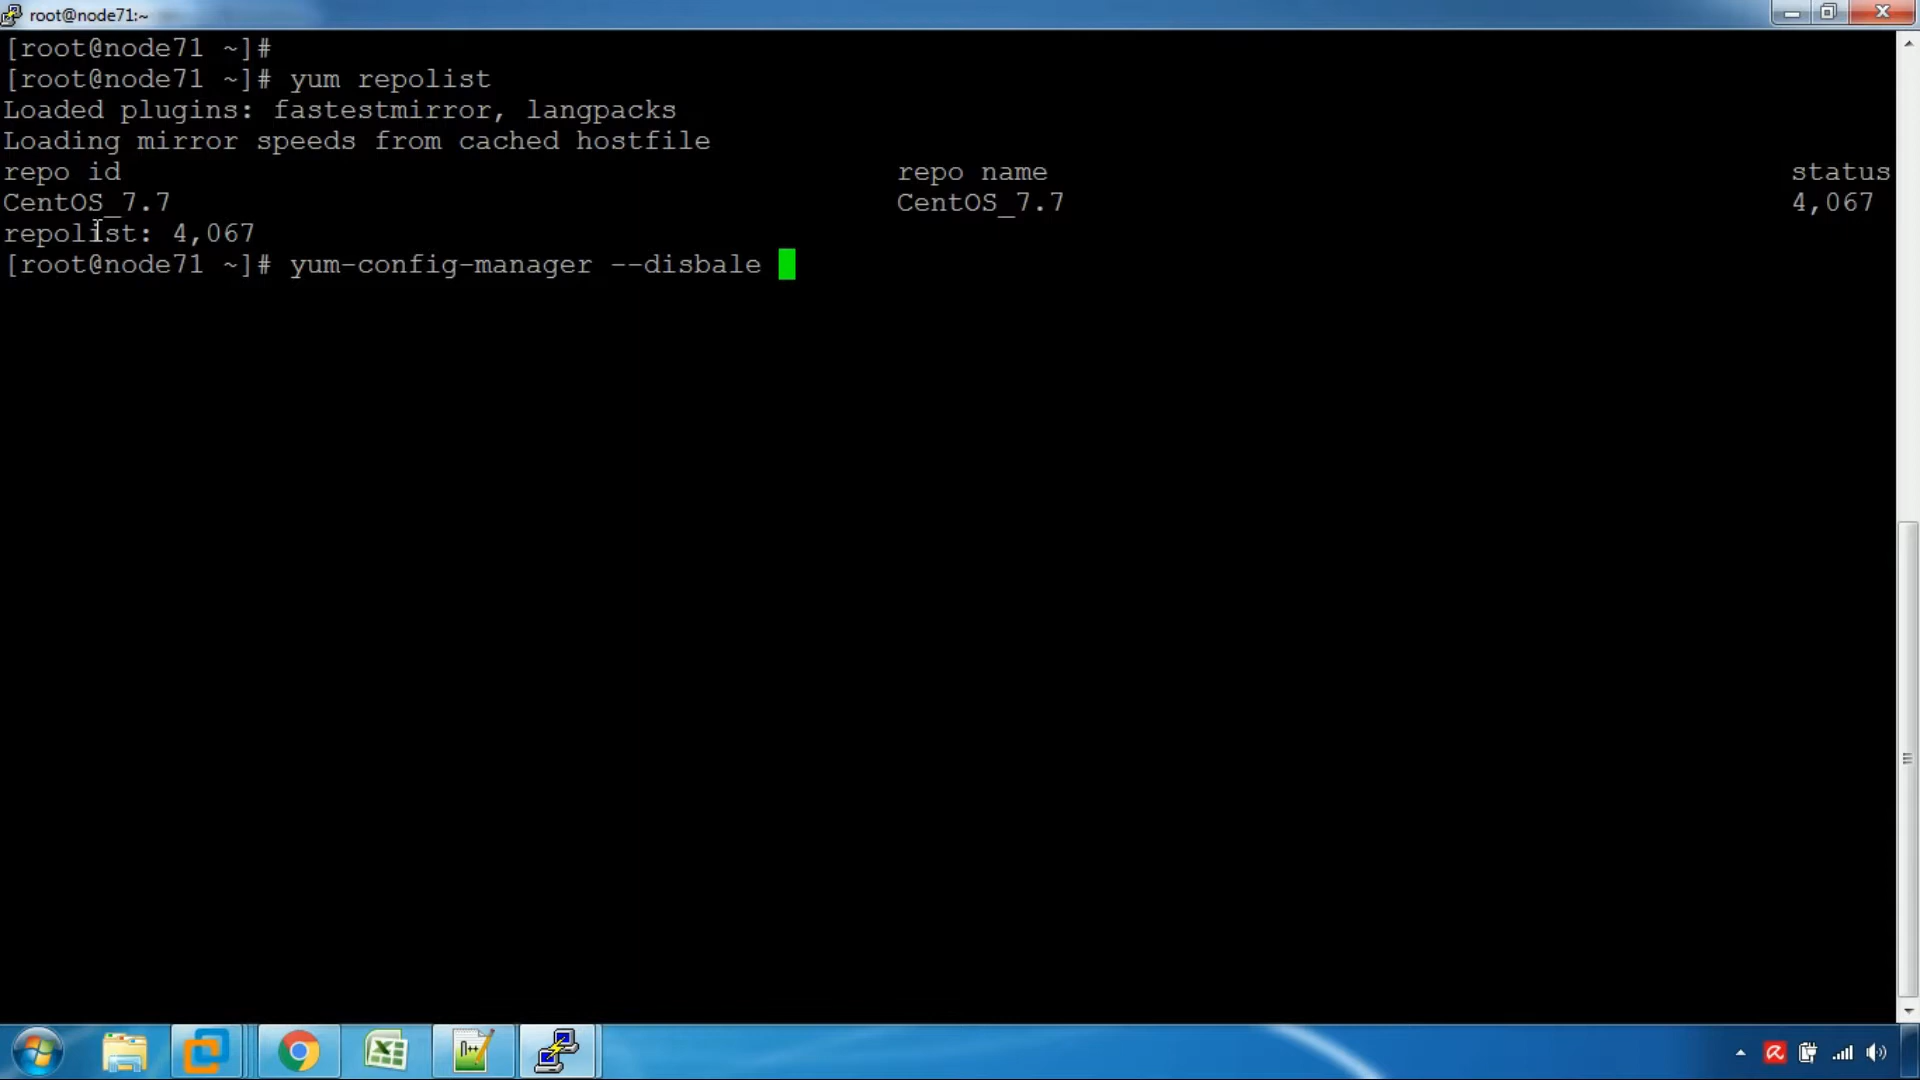 root@node71:~
[root@node71 ~]#
[root@node71 ~]# yum repolist
Loaded plugins: fastestmirror, langpacks
Loading mirror speeds from cached hostfile
repo id repo name status
CentOS_7.7 CentOS_7.7 4,067
repolist: 4,067
[root@node71 ~]# yum-config-manager --disbale